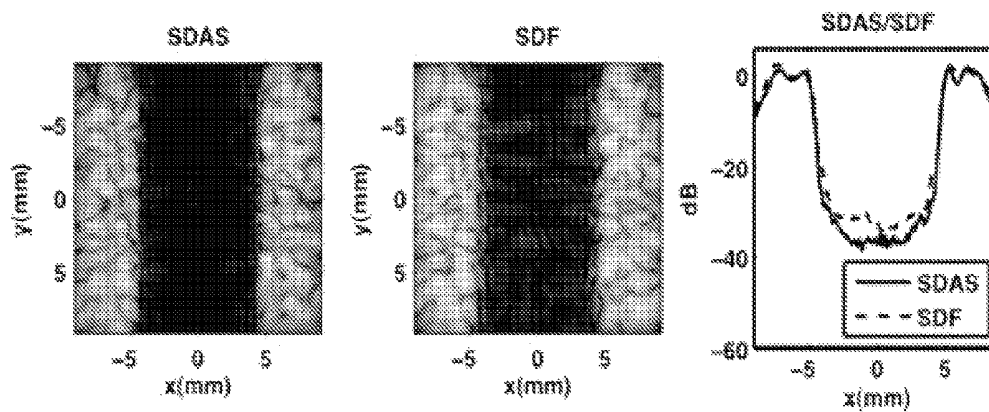 SDAS
-5
0
5
y(mm)
-5 0 5
x(mm)
SDF
-5
0
5
y(mm)
-5 0 5
x(mm)
SDAS/SDF
0
-20
-40
-60
dB
SDAS
SDF
-5 0 5
x(mm)